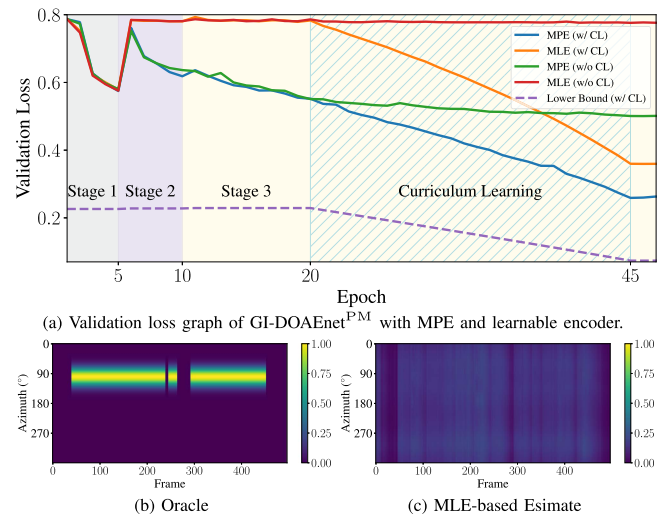 0.8
0.6
0.4
0.2
Validation Loss
MPE (w/ CL)
MLE (w/ CL)
MPE (w/o CL)
MLE (w/o CL)
Lower Bound (w/ CL)
Stage 1
Stage 2
Stage 3
Curriculum Learning
5
10
20
45
Epoch
(a) Validation loss graph of GI-DOAEnet^PM with MPE and learnable encoder.
0
90
180
270
Azimuth (°)
0
100
200
300
400
Frame
1.00
0.75
0.50
0.25
0.00
0
90
180
270
Azimuth (°)
0
100
200
300
400
Frame
1.00
0.75
0.50
0.25
0.00
(b) Oracle
(c) MLE-based Esimate